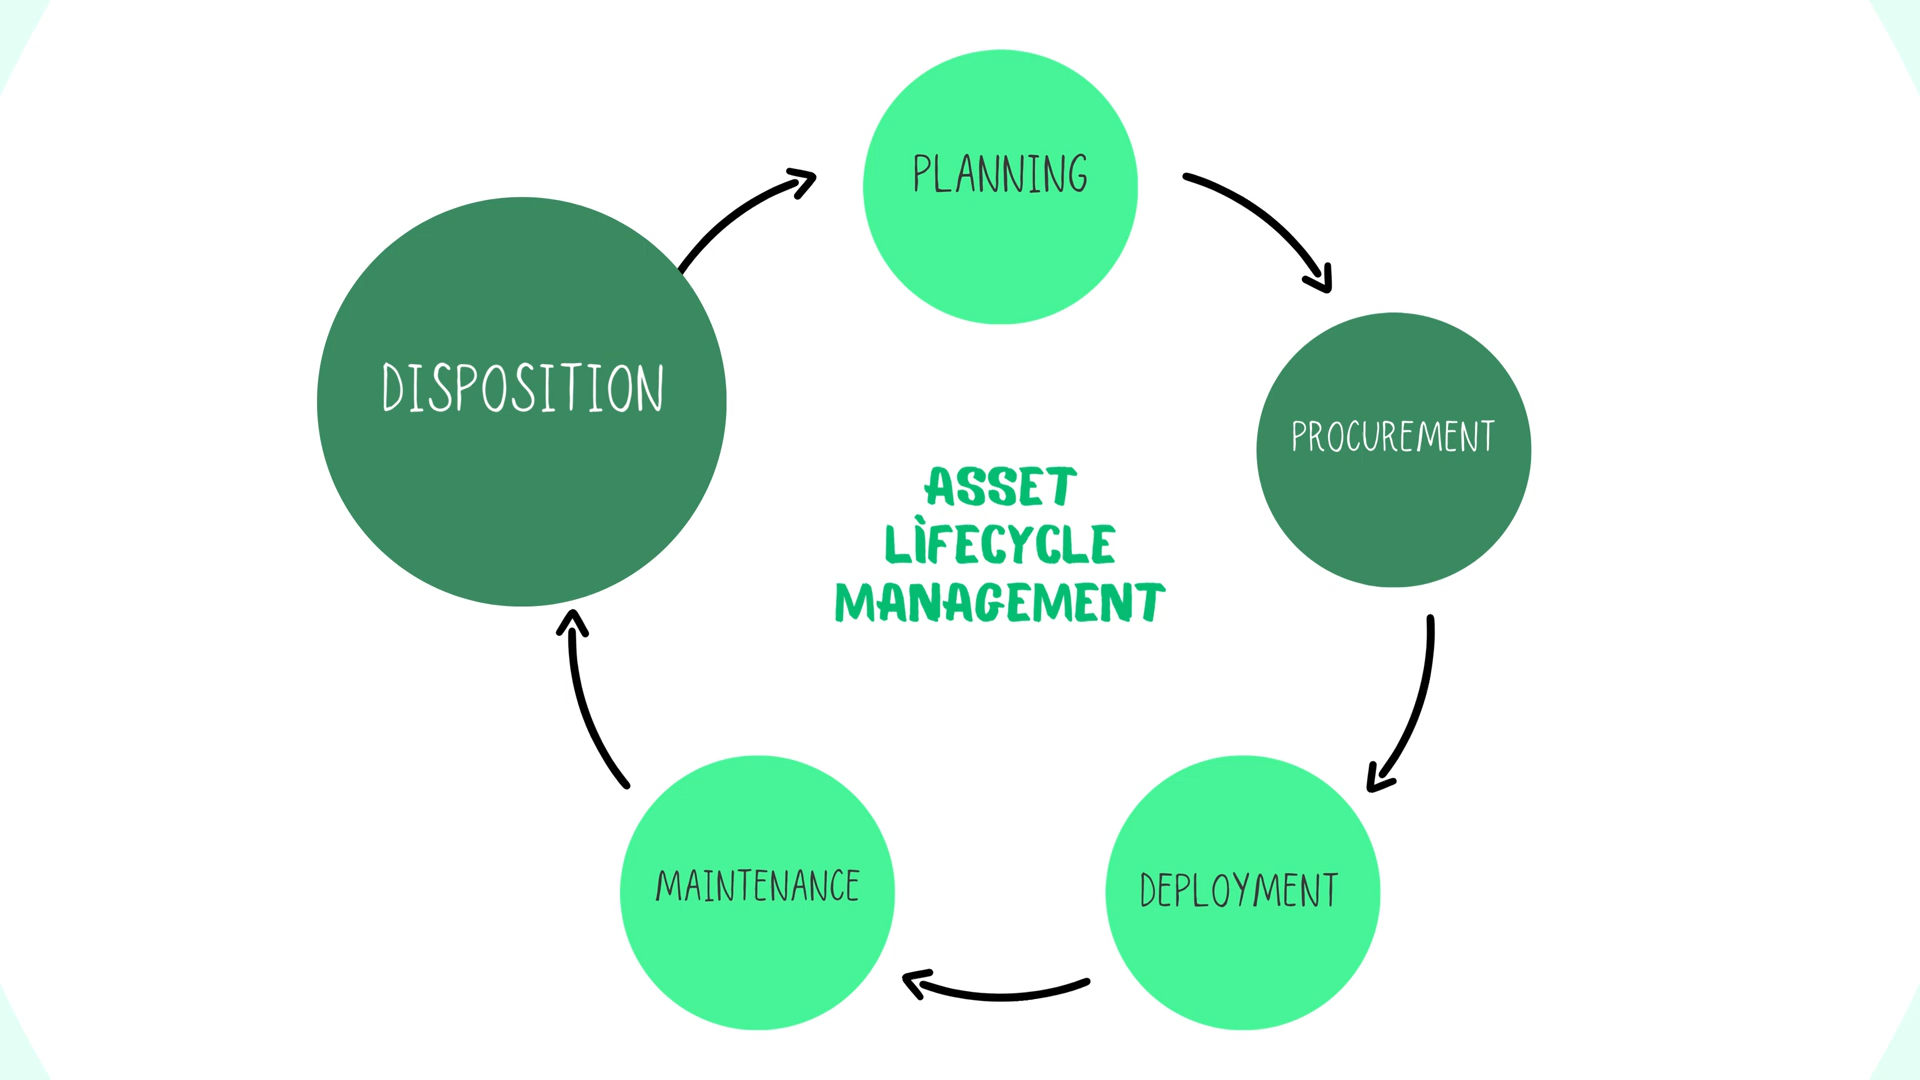 PLANNING
DISPOSITION
PROCUREMENT
ASSET
LIFECYCLE
MANAGEMENT
MAINTENANCE
DEPLOYMENT